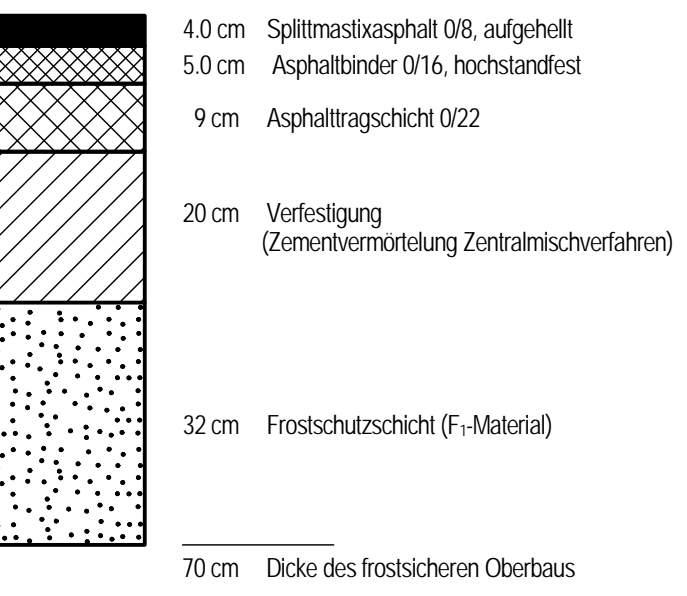 4.0 cm Splittmastixasphalt 0/8, aufgehellt
5.0 cm Asphaltbinder 0/16, hochstandfest
9 cm Asphalttragschicht 0/22
20 cm Verfestigung
(Zementvermörtelung Zentralmischverfahren)
32 cm Frostschutzschicht (F₁-Material)
70 cm Dicke des frostsicheren Oberbaus